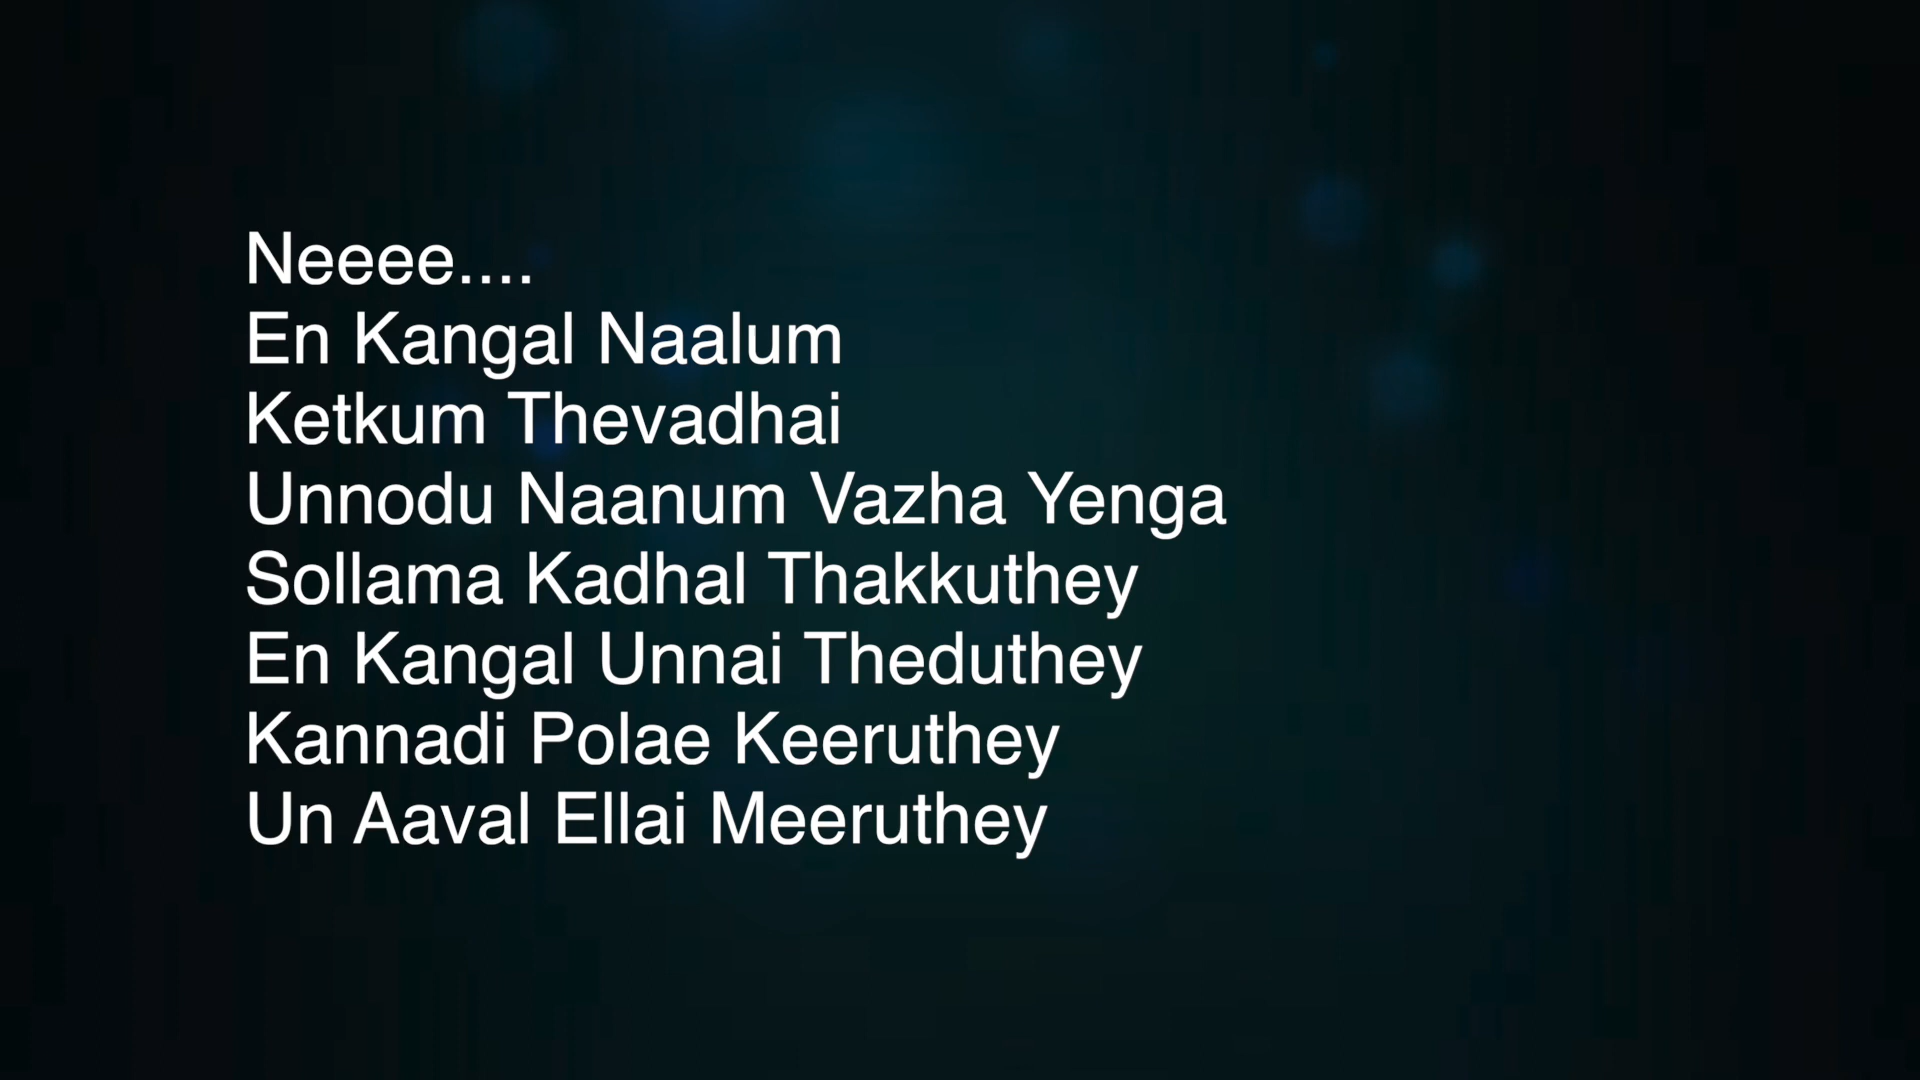 Neeee....
En Kangal Naalum
Ketkum Thevadhai
Unnodu Naanum Vazha Yenga
Sollama Kadhal Thakkuthey
En Kangal Unnai Theduthey
Kannadi Polae Keeruthey
Un Aaval Ellai Meeruthey